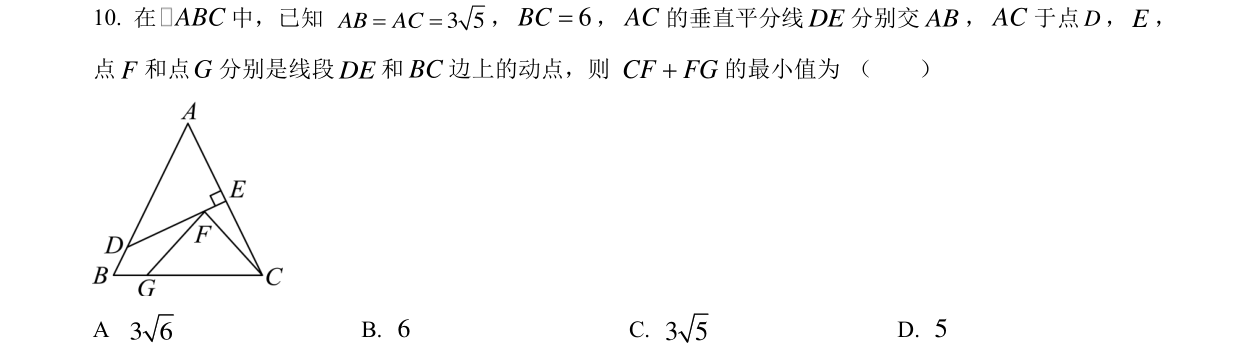 10. 在□ABC 中，已知 AB = AC = 3√5，BC = 6，AC 的垂直平分线 DE 分别交 AB，AC 于点 D，E，
点 F 和点 G 分别是线段 DE 和 BC 边上的动点，则 CF + FG 的最小值为（　　）
A
E
D
F
B
G
C
A 3√6 B. 6 C. 3√5 D. 5